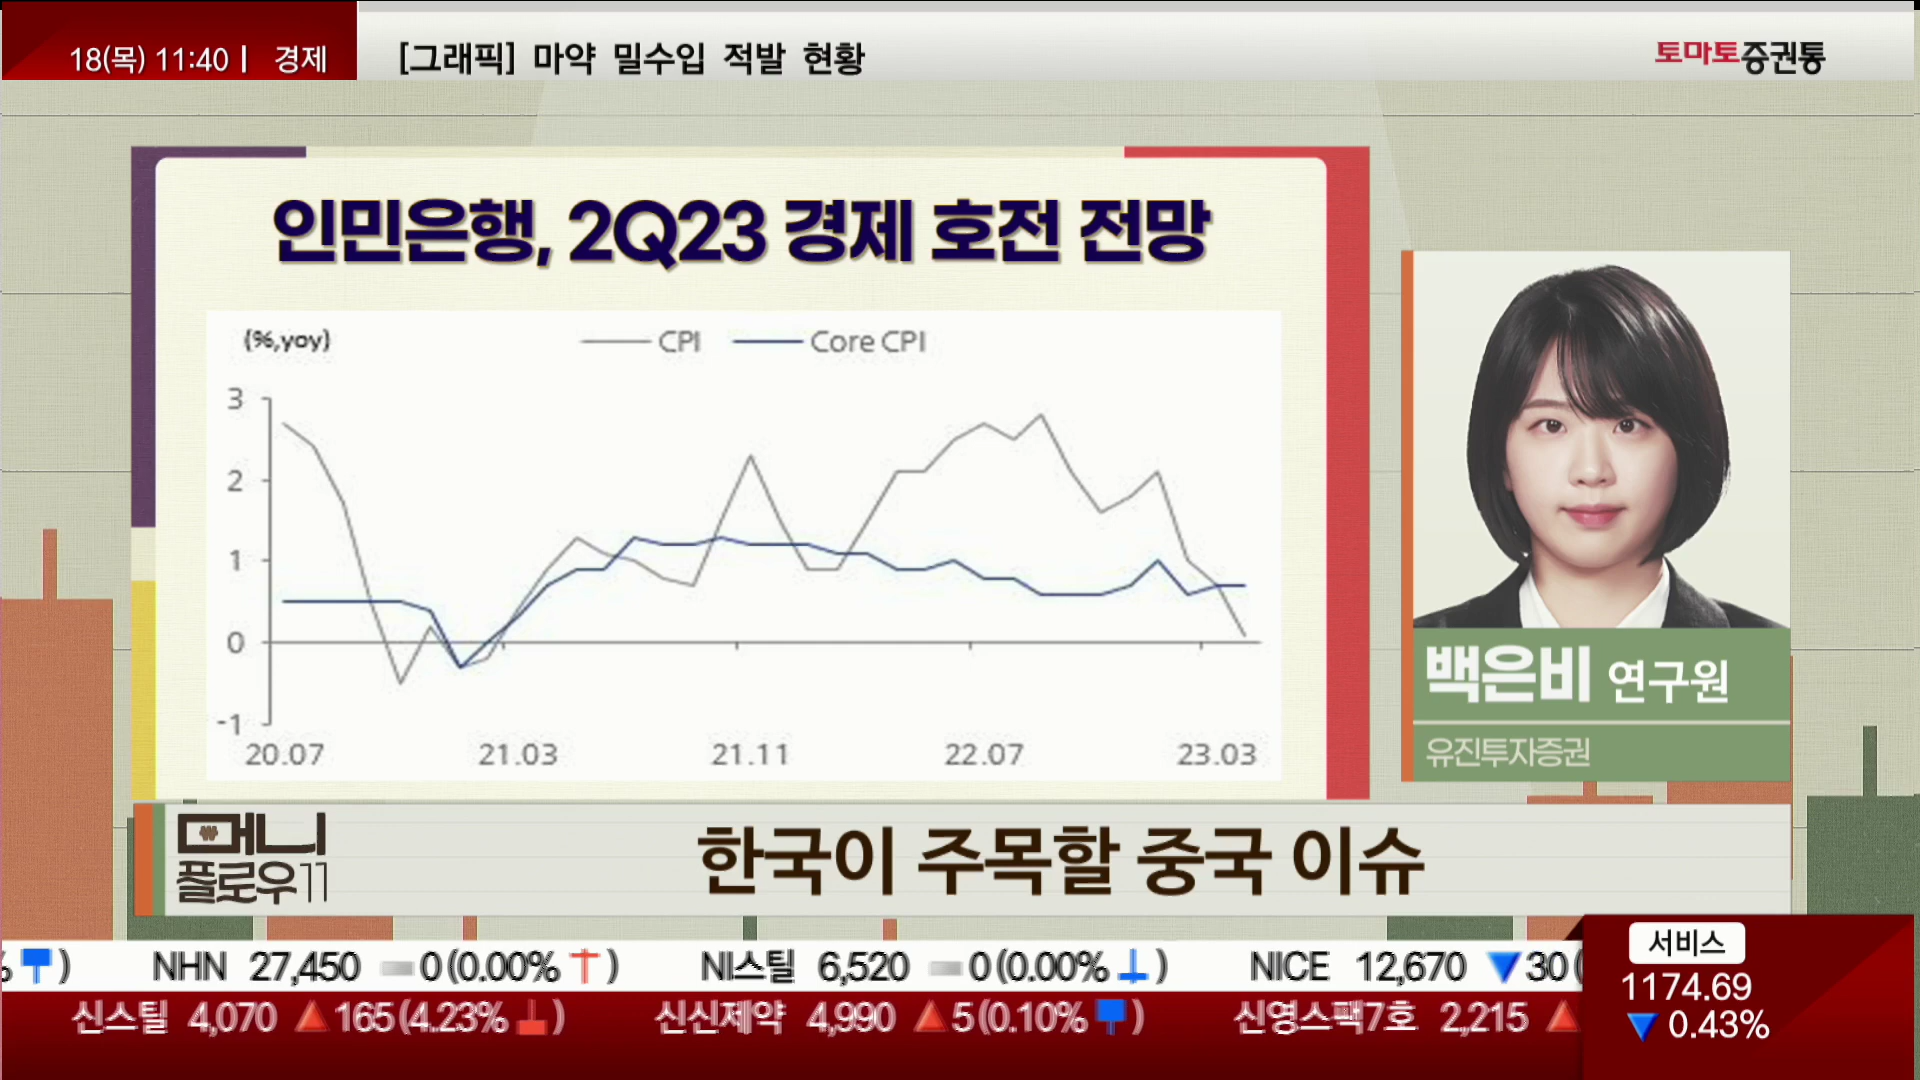 18(목) 11:40 | 경제
[그래픽] 마약 밀수입 적발 현황
토마토증권통
인민은행, 2Q23 경제 호전 전망
(%,yoy)
CPI
Core CPI
3
2
1
0
-1
20.07
21.03
21.11
22.07
23.03
백은비 연구원
유진투자증권
머니
플로우11
한국이 주목할 중국 이슈
% )
NHN 27,450 0(0.00% )
NI스틸 6,520 0(0.00% )
NICE 12,670 ▼30(
신스틸 4,070 ▲165(4.23% )
신신제약 4,990 ▲5(0.10% )
신영스팩7호 2,215 ▲
서비스
1174.69
▼ 0.43%